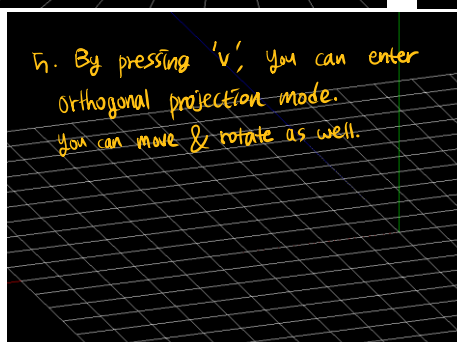 5. By pressing 'v', you can enter
orthogonal projection mode.
You can move & rotate as well.